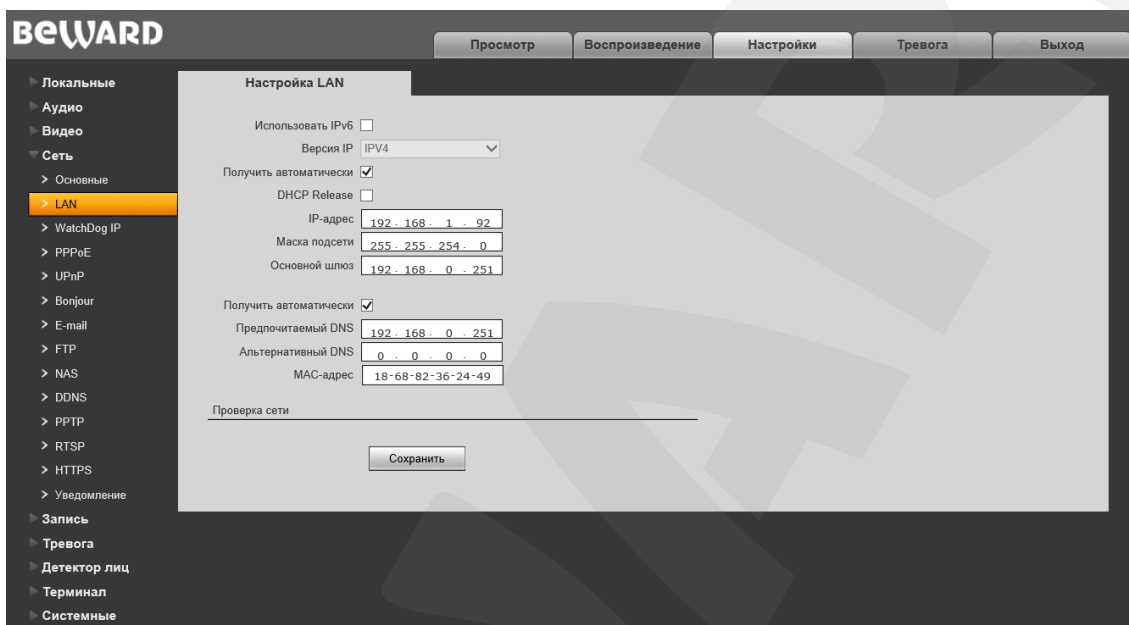 BEWARD
Просмотр Воспроизведение Настройки Тревога Выход
Локальные
Аудио
Видео
Сеть
Основные
LAN
WatchDog IP
PPPoE
UPnP
Bonjour
E-mail
FTP
NAS
DDNS
PPTP
RTSP
HTTPS
Уведомление
Запись
Тревога
Детектор лиц
Терминал
Системные
Настройка LAN
Использовать IPv6
Версия IP IPV4
Получить автоматически
DHCP Release
IP-адрес 192 . 168 . 1 . 92
Маска подсети 255 . 255 . 254 . 0
Основной шлюз 192 . 168 . 0 . 251
Получить автоматически
Предпочитаемый DNS 192 . 168 . 0 . 251
Альтернативный DNS 0 . 0 . 0 . 0
MAC-адрес 18-68-82-36-24-49
Проверка сети
Сохранить